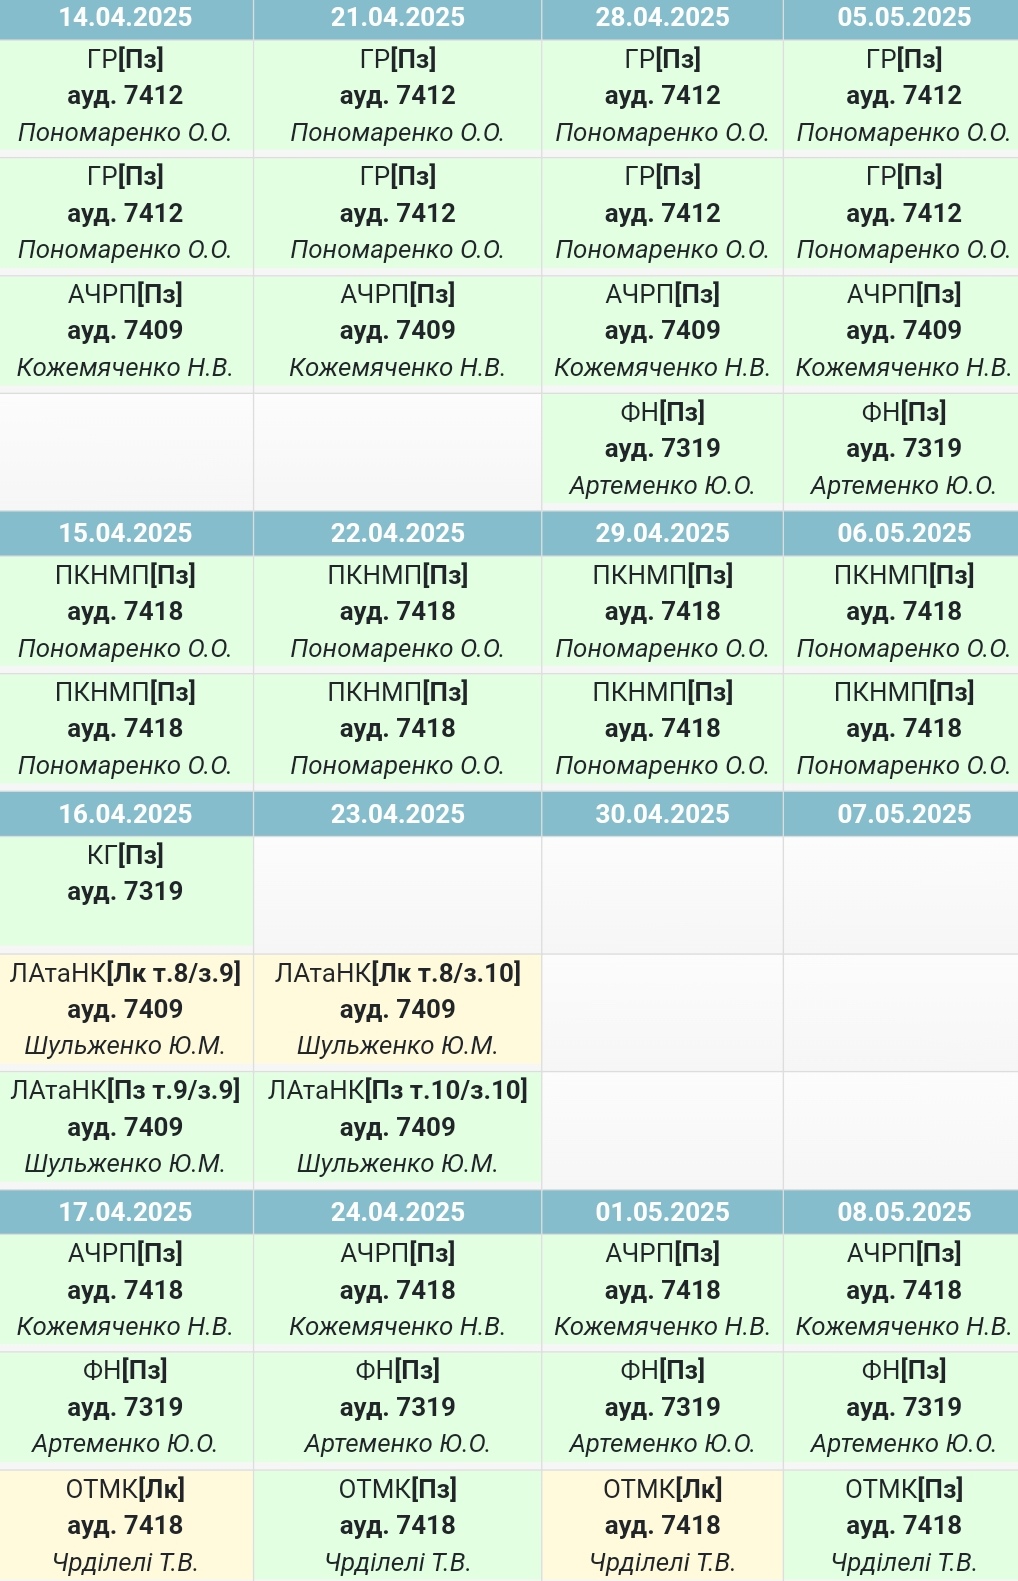 14.04.2025 21.04.2025 28.04.2025 05.05.2025
ГР[Пз] ГР[Пз] ГР[Пз] ГР[Пз]
ауд. 7412 ауд. 7412 ауд. 7412 ауд. 7412
Пономаренко О.О. Пономаренко О.О. Пономаренко О.О. Пономаренко О.О.
ГР[Пз] ГР[Пз] ГР[Пз] ГР[Пз]
ауд. 7412 ауд. 7412 ауд. 7412 ауд. 7412
Пономаренко О.О. Пономаренко О.О. Пономаренко О.О. Пономаренко О.О.
АЧРП[Пз] АЧРП[Пз] АЧРП[Пз] АЧРП[Пз]
ауд. 7409 ауд. 7409 ауд. 7409 ауд. 7409
Кожемяченко Н.В. Кожемяченко Н.В. Кожемяченко Н.В. Кожемяченко Н.В.
ФН[Пз] ФН[Пз]
ауд. 7319 ауд. 7319
Артеменко Ю.О. Артеменко Ю.О.
15.04.2025 22.04.2025 29.04.2025 06.05.2025
ПКНМП[Пз] ПКНМП[Пз] ПКНМП[Пз] ПКНМП[Пз]
ауд. 7418 ауд. 7418 ауд. 7418 ауд. 7418
Пономаренко О.О. Пономаренко О.О. Пономаренко О.О. Пономаренко О.О.
ПКНМП[Пз] ПКНМП[Пз] ПКНМП[Пз] ПКНМП[Пз]
ауд. 7418 ауд. 7418 ауд. 7418 ауд. 7418
Пономаренко О.О. Пономаренко О.О. Пономаренко О.О. Пономаренко О.О.
16.04.2025 23.04.2025 30.04.2025 07.05.2025
КГ[Пз]
ауд. 7319
ЛАтаНК[Лк т.8/з.9] ЛАтаНК[Лк т.8/з.10]
ауд. 7409 ауд. 7409
Шульженко Ю.М. Шульженко Ю.М.
ЛАтаНК[Пз т.9/з.9] ЛАтаНК[Пз т.10/з.10]
ауд. 7409 ауд. 7409
Шульженко Ю.М. Шульженко Ю.М.
17.04.2025 24.04.2025 01.05.2025 08.05.2025
АЧРП[Пз] АЧРП[Пз] АЧРП[Пз] АЧРП[Пз]
ауд. 7418 ауд. 7418 ауд. 7418 ауд. 7418
Кожемяченко Н.В. Кожемяченко Н.В. Кожемяченко Н.В. Кожемяченко Н.В.
ФН[Пз] ФН[Пз] ФН[Пз] ФН[Пз]
ауд. 7319 ауд. 7319 ауд. 7319 ауд. 7319
Артеменко Ю.О. Артеменко Ю.О. Артеменко Ю.О. Артеменко Ю.О.
ОТМК[Лк] ОТМК[Пз] ОТМК[Лк] ОТМК[Пз]
ауд. 7418 ауд. 7418 ауд. 7418 ауд. 7418
Чрділелі Т.В. Чрділелі Т.В. Чрділелі Т.В. Чрділелі Т.В.